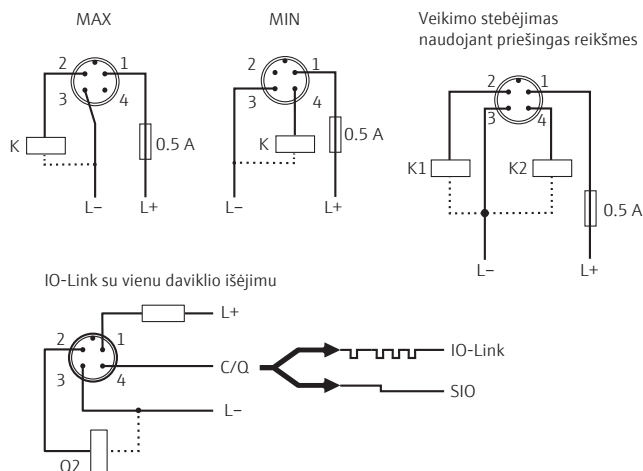 MAX
2 1
3 4
K
0.5 A
L– L+
MIN
2 1
3 4
K
0.5 A
L– L+
Veikimo stebėjimas
naudojant priešingas reikšmes
2 1
3 4
K1 K2
0.5 A
L– L+
IO-Link su vienu daviklio išėjimu
L+
2 1
3 4
C/Q
IO-Link
SIO
L–
Q2